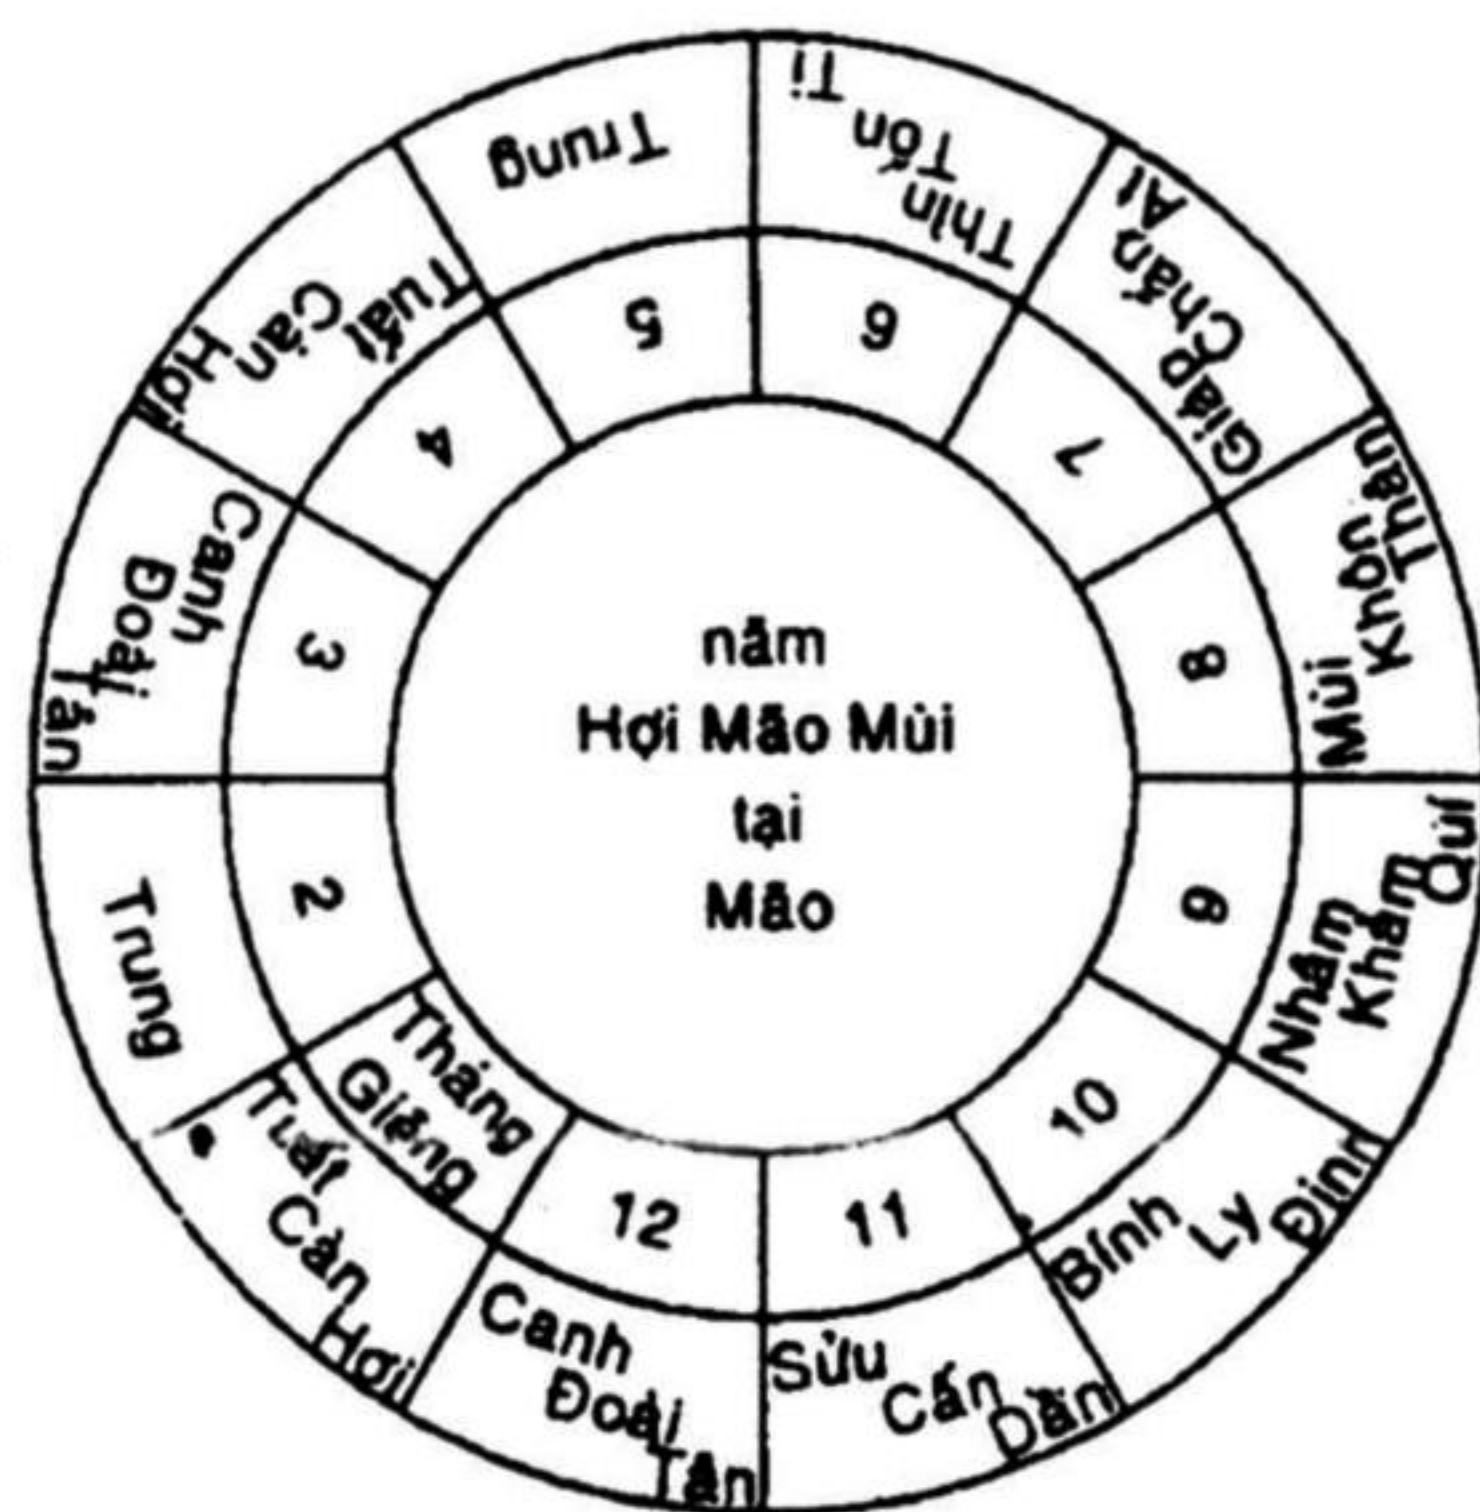 năm
Hợi Mão Mùi
tại
Mão
Tháng
Giêng
2
3
4
5
6
7
8
9
10
11
12
Tuất
Càn
Hợi
Trung
Canh
Đoài
Tân
Tuất
Càn
Hợi
Trung
Thìn
Tốn
Tị
Giáp
Chấn
Ất
Mùi
Khôn
Thân
Nhâm
Khảm
Quí
Bính
Ly
Đinh
Sửu
Cấn
Dần
Canh
Đoài
Tân